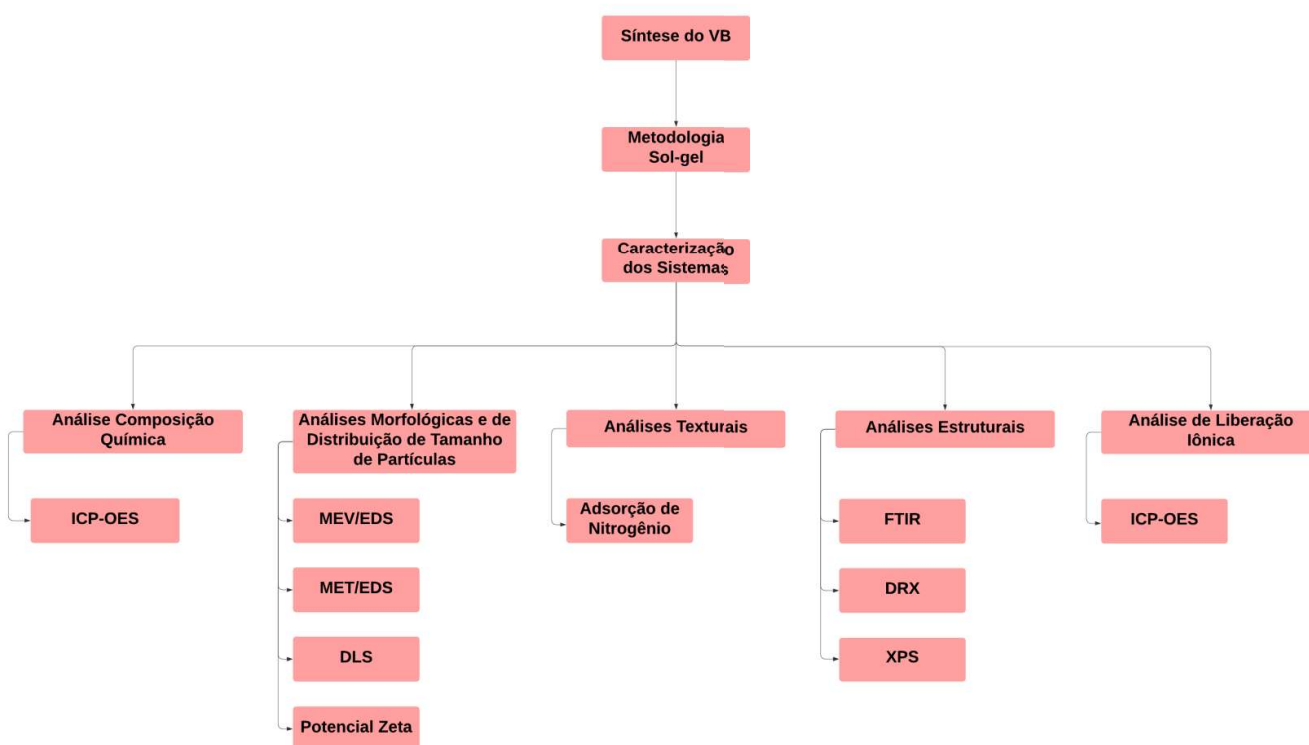 Síntese do VB
Metodologia
Sol-gel
Caracterização
dos Sistemas
Análise Composição
Química
Análises Morfológicas e de
Distribuição de Tamanho
de Partículas
Análises Texturais
Análises Estruturais
Análise de Liberação
Iônica
ICP-OES
MEV/EDS
Adsorção de
Nitrogênio
FTIR
ICP-OES
MET/EDS
DRX
DLS
XPS
Potencial Zeta